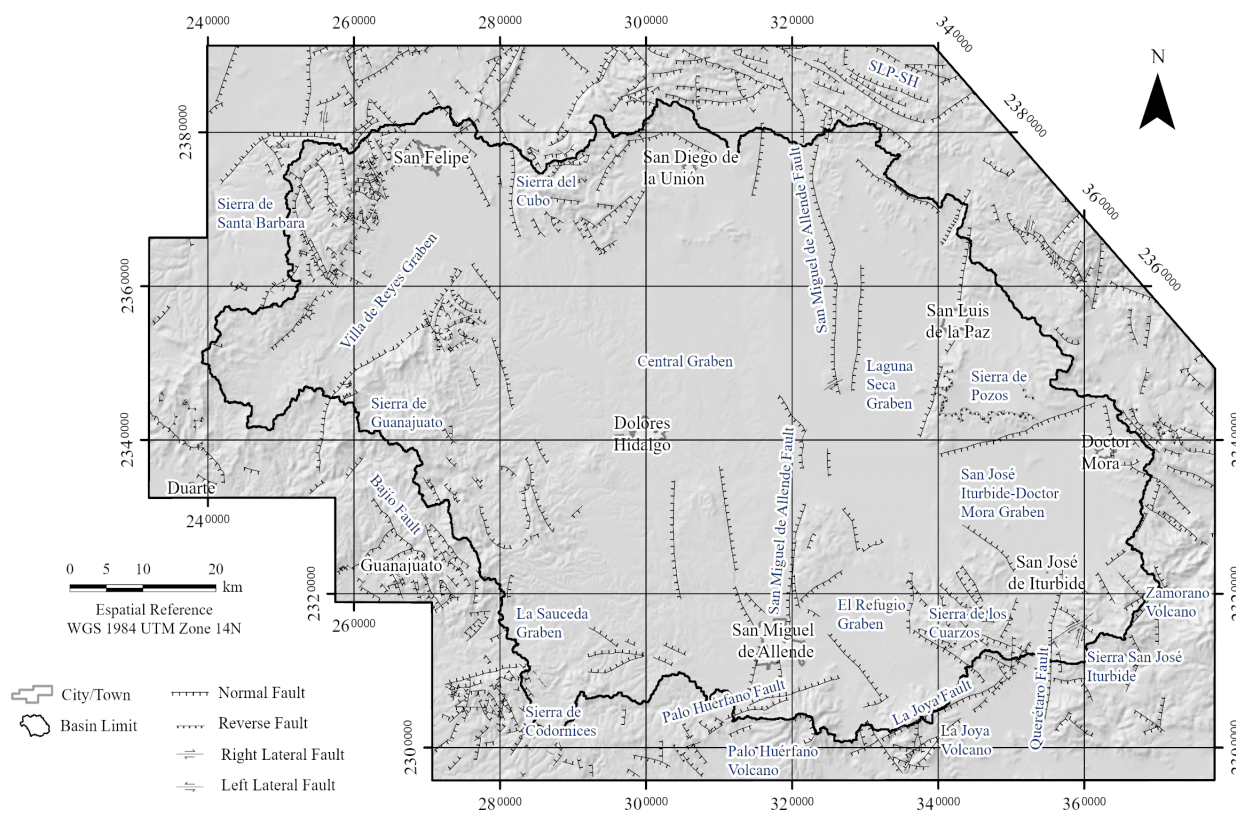 240000
260000
280000
300000
320000
340000
N
SLP-SH
2380000
2380000
San Felipe
San Diego de
la Unión
Sierra del
Cubo
San Miguel de Allende Fault
Sierra de
Santa Barbara
360000
Villa de Reyes Graben
2360000
2360000
San Luis
de la Paz
Central Graben
Laguna
Seca
Graben
Sierra de
Pozos
Sierra de
Guanajuato
Dolores
Hidalgo
2340000
Doctor
Mora
San Miguel de Allende Fault
Duarte
Bajío Fault
San José
Iturbide-Doctor
Mora Graben
240000
Guanajuato
San José
de Iturbide
0 5 10 20 km
Espatial Reference
WGS 1984 UTM Zone 14N
2320000
260000
La Sauceda
Graben
El Refugio
Graben
Sierra de los
Cuarzos
Zamorano
Volcano
San Miguel
de Allende
Sierra San José
Iturbide
Querétaro Fault
City/Town
Normal Fault
Basin Limit
Reverse Fault
Right Lateral Fault
Left Lateral Fault
Palo Huérfano Fault
La Joya Fault
Sierra de
Codornices
La Joya
Volcano
Palo Huérfano
Volcano
2300000
280000
300000
320000
340000
360000